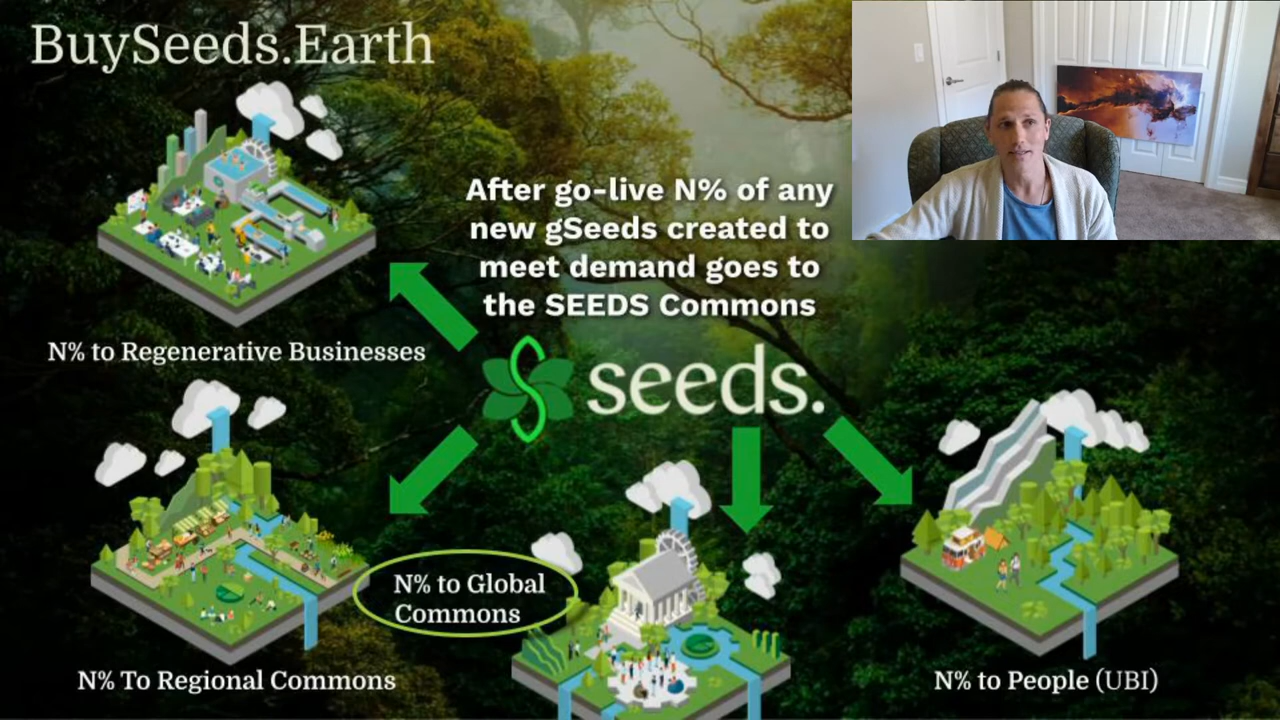 BuySeeds.Earth
After go-live N% of any
new gSeeds created to
meet demand goes to
the SEEDS Commons
N% to Regenerative Businesses
seeds.
N% to Global
Commons
N% To Regional Commons
N% to People (UBI)